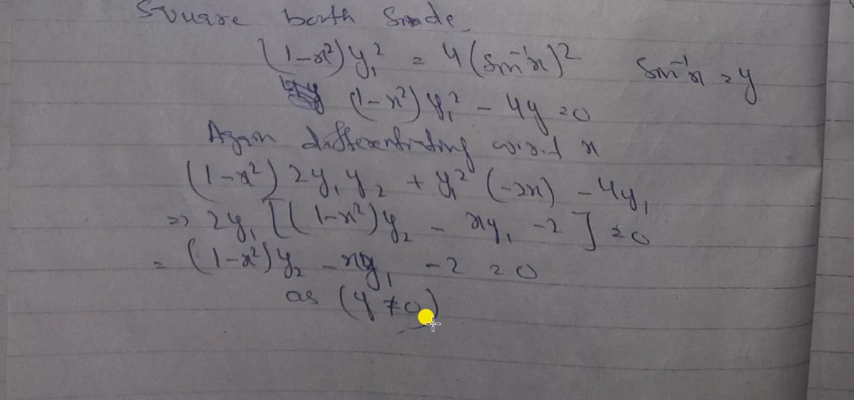 Square both side
(1-x²)y₁² = 4(sin⁻¹x)² sin⁻¹x = y
(1-x²)y₁² - 4y = 0
Again differentiating w.r.t x
(1-x²) 2y₁y₂ + y₁² (-2x) - 4y₁
=> 2y₁ [(1-x²)y₂ - xy₁ - 2] = 0
= (1-x²)y₂ - xy₁ - 2 = 0
as (y ≠ 0)